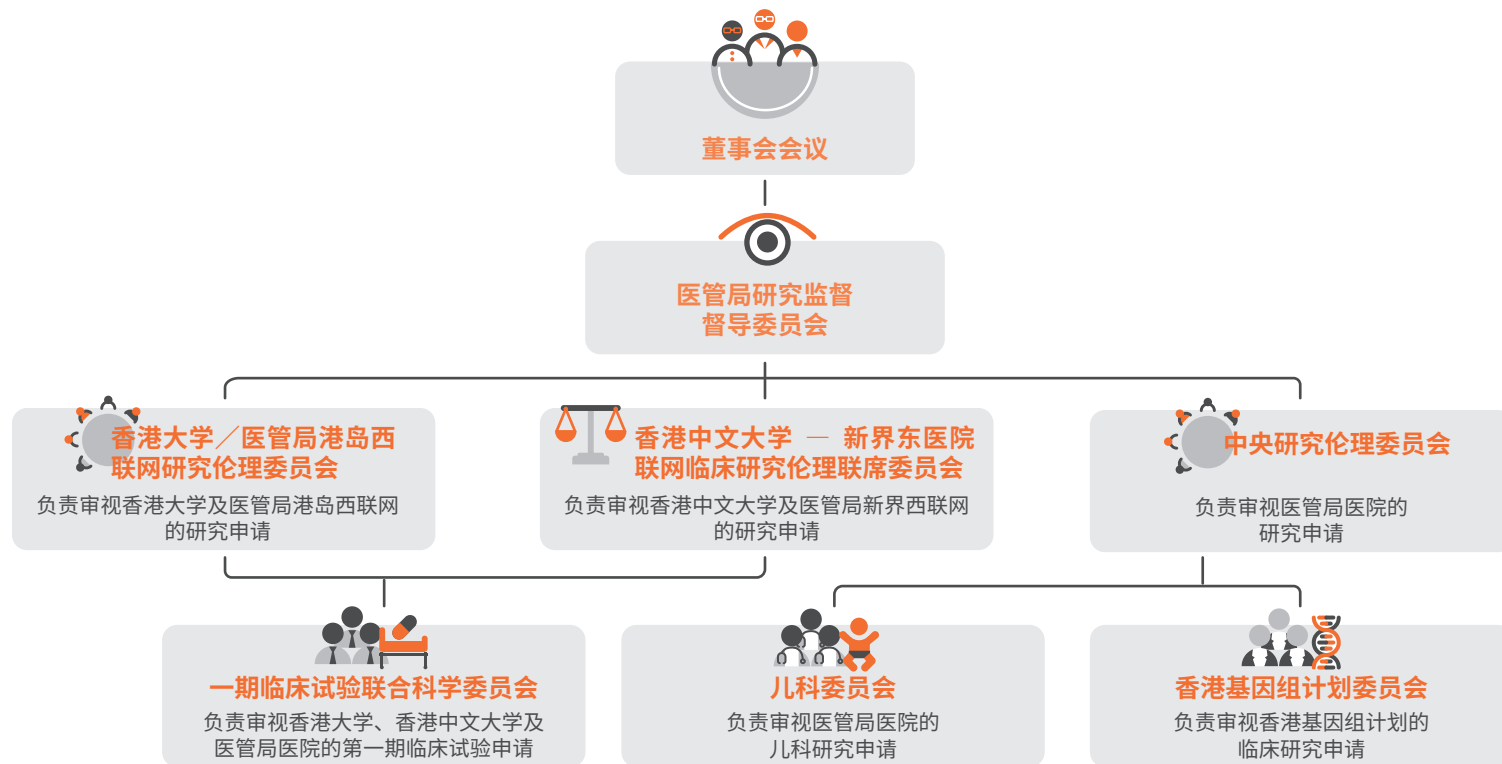 董事会会议
医管局研究监督
督导委员会
香港大学／医管局港岛西
联网研究伦理委员会
负责审视香港大学及医管局港岛西联网
的研究申请
香港中文大学 — 新界东医院
联网临床研究伦理联席委员会
负责审视香港中文大学及医管局新界西联网
的研究申请
中央研究伦理委员会
负责审视医管局医院的
研究申请
一期临床试验联合科学委员会
负责审视香港大学、香港中文大学及
医管局医院的第一期临床试验申请
儿科委员会
负责审视医管局医院的
儿科研究申请
香港基因组计划委员会
负责审视香港基因组计划的
临床研究申请